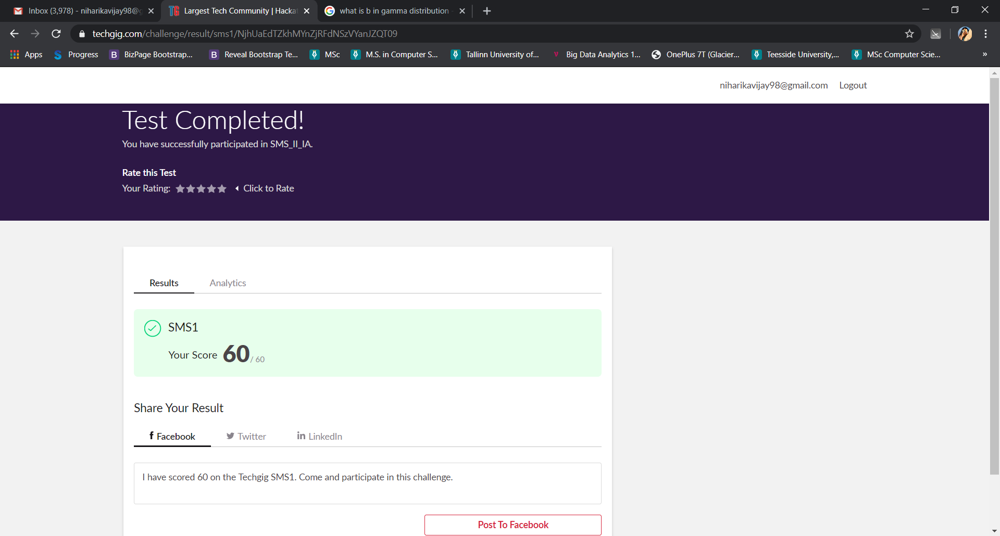 Inbox (3,978) - niharikavijay98@g
Largest Tech Community | Hacka
what is b in gamma distribution -
techgig.com/challenge/result/sms1/NjhUaEdTZkhMYnZjRFdNSzVYanJZQT09
Apps
Progress
BizPage Bootstrap...
Reveal Bootstrap Te...
MSc
M.S. in Computer S...
Tallinn University of...
Big Data Analytics 1...
OnePlus 7T (Glacier...
Teesside University,...
MSc Computer Scie...
»
niharikavijay98@gmail.com Logout
Test Completed!
You have successfully participated in SMS_II_IA.
Rate this Test
Your Rating: Click to Rate
Results Analytics
SMS1
Your Score 60 / 60
Share Your Result
Facebook Twitter LinkedIn
I have scored 60 on the Techgig SMS1. Come and participate in this challenge.
Post To Facebook